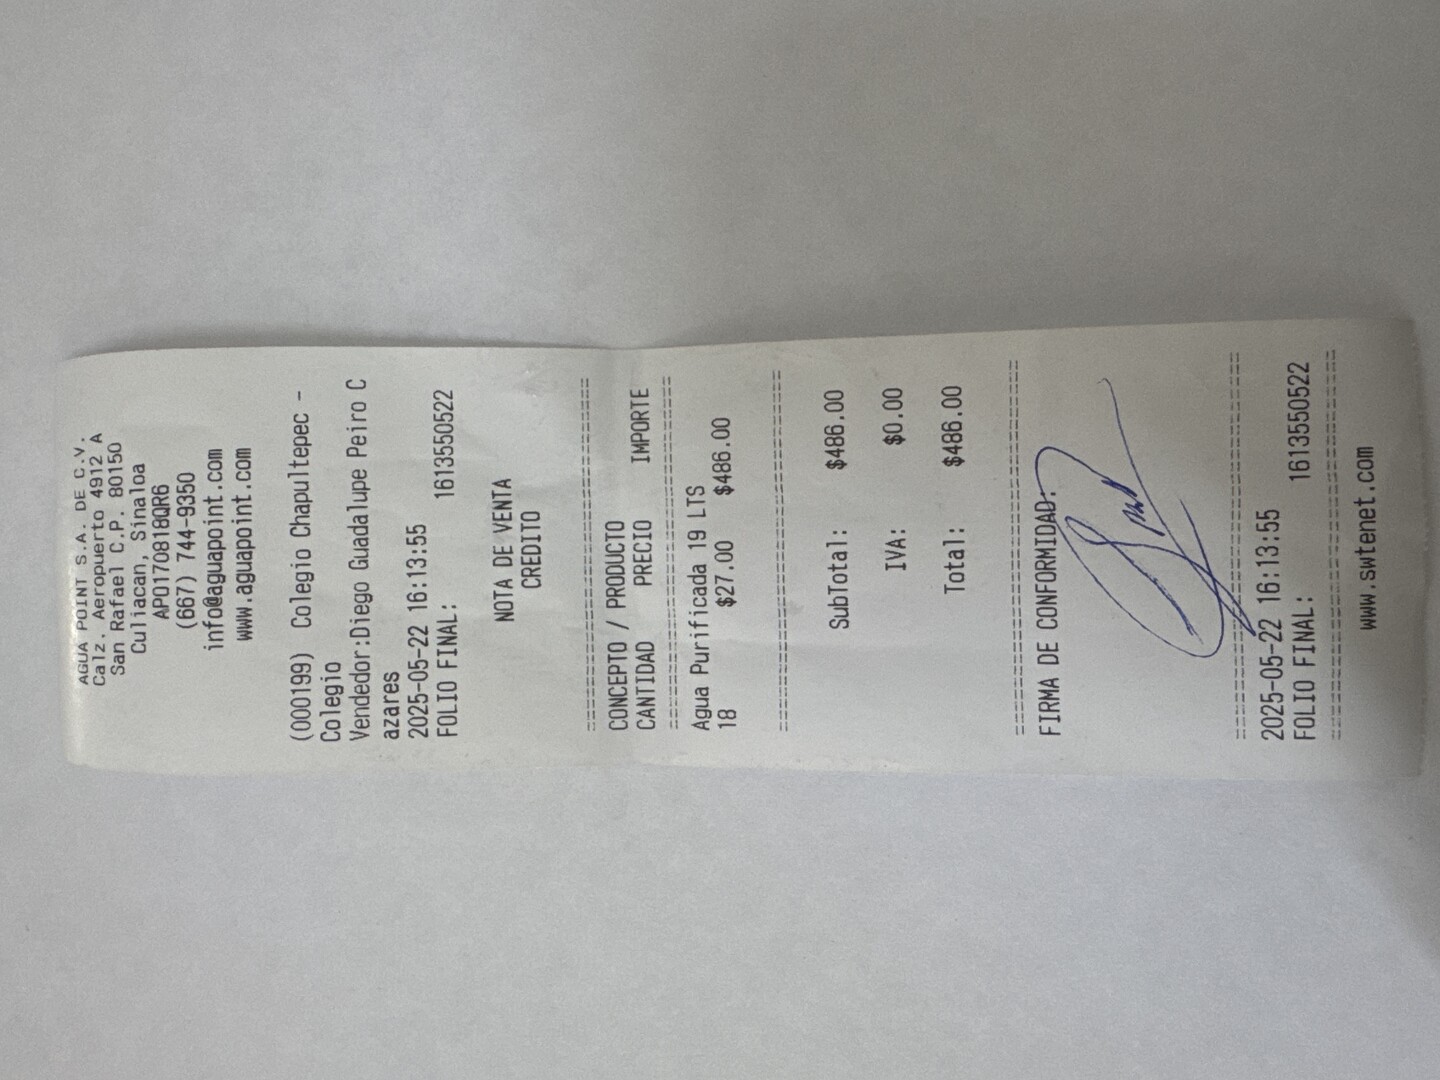 AGUA POINT S.A. DE C.V.
Calz. Aeropuerto 4912 A
San Rafael C.P. 80150
Culiacan, Sinaloa
APO170818QR6
(667) 744-9350
info@aguapoint.com
www.aguapoint.com
(000199) Colegio Chapultepec -
Colegio
Vendedor:Diego Guadalupe Peiro C
azares
2025-05-22 16:13:55
FOLIO FINAL: 1613550522
NOTA DE VENTA
CREDITO
================================
CONCEPTO / PRODUCTO
CANTIDAD PRECIO IMPORTE
================================
Agua Purificada 19 LTS
18 $27.00 $486.00
================================
SubTotal: $486.00
IVA: $0.00
Total: $486.00
================================
FIRMA DE CONFORMIDAD:
================================
2025-05-22 16:13:55
FOLIO FINAL: 1613550522
================================
www.swtenet.com